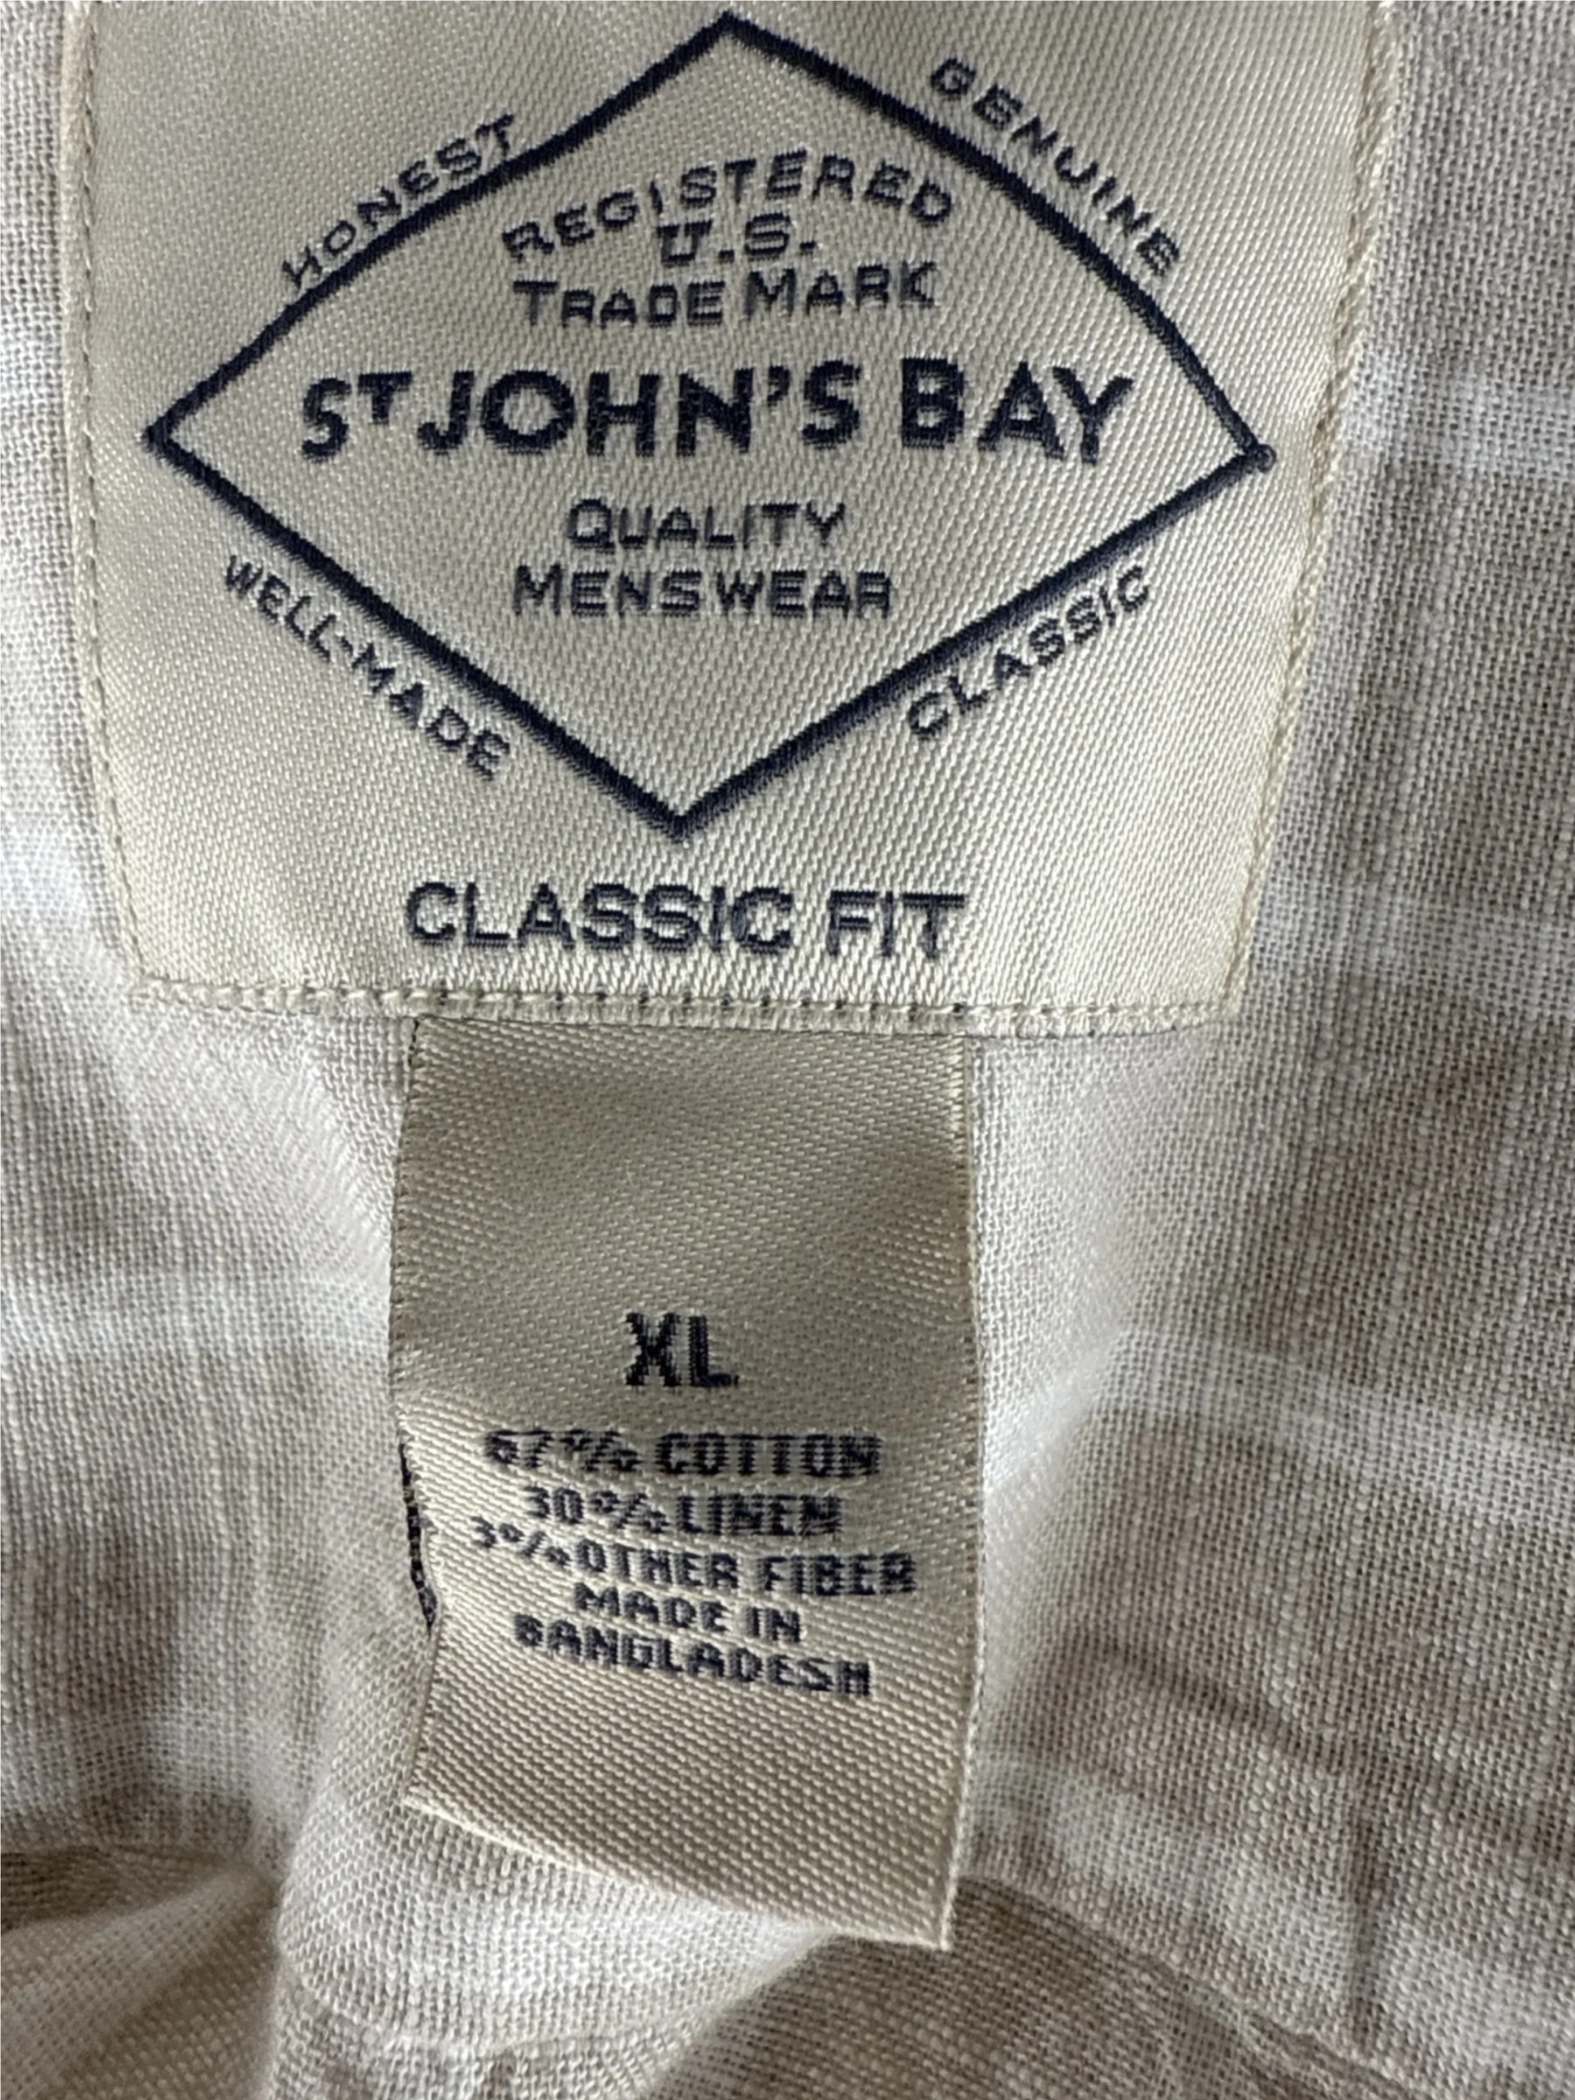 HONEST
GENUINE
REGISTERED
U.S.
TRADE MARK
ST JOHN'S BAY
QUALITY
MENSWEAR
WELL-MADE
CLASSIC
CLASSIC FIT
XL
67% COTTON
30% LINEN
3% OTHER FIBER
MADE IN
BANGLADESH